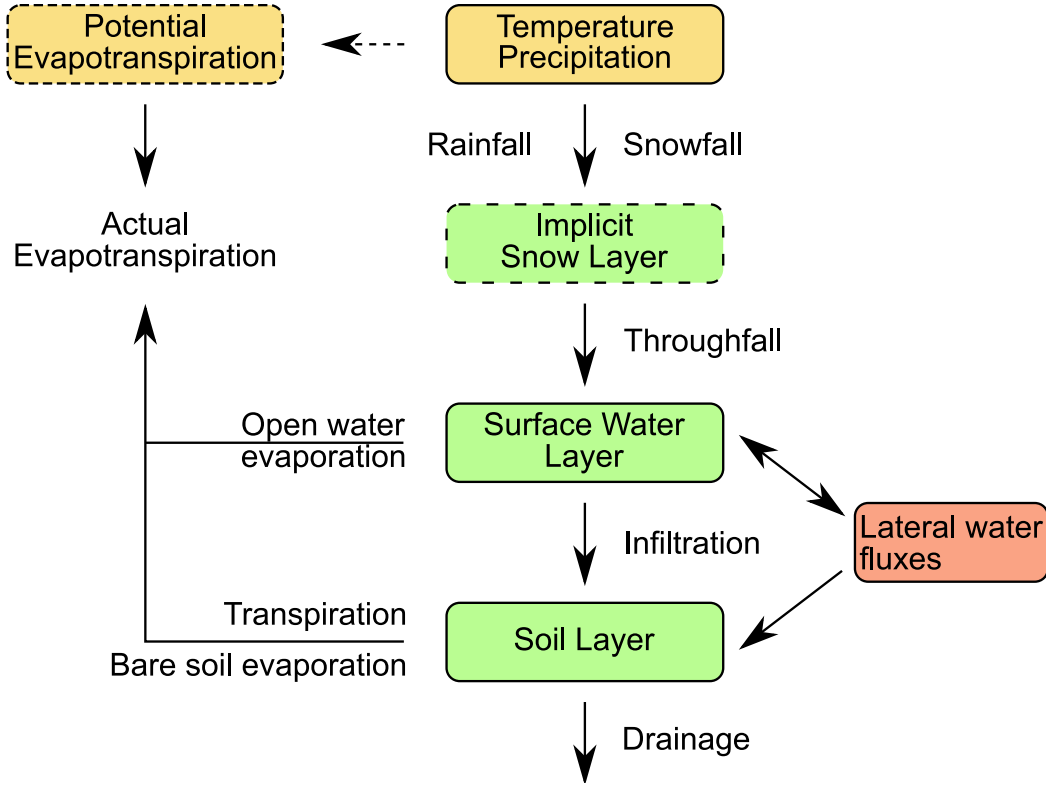 Potential
Evapotranspiration
Temperature
Precipitation
Rainfall
Snowfall
Actual
Evapotranspiration
Implicit
Snow Layer
Throughfall
Open water
evaporation
Surface Water
Layer
Lateral water
fluxes
Infiltration
Transpiration
Bare soil evaporation
Soil Layer
Drainage